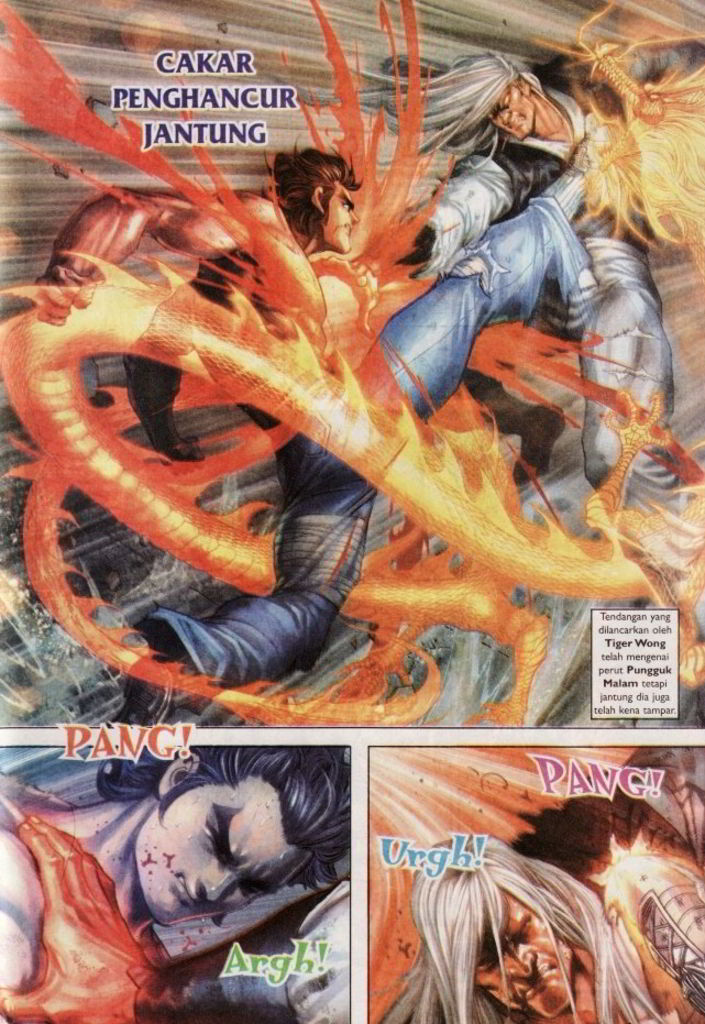 CAKAR
PENGHANCUR
JANTUNG
Tendangan yang
dilancarkan oleh
Tiger Wong
telah mengenai
perut Pungguk
Malam tetapi
jantung dia juga
telah kena tampar.
PANG!
Argh!
PANG!
Urgh!